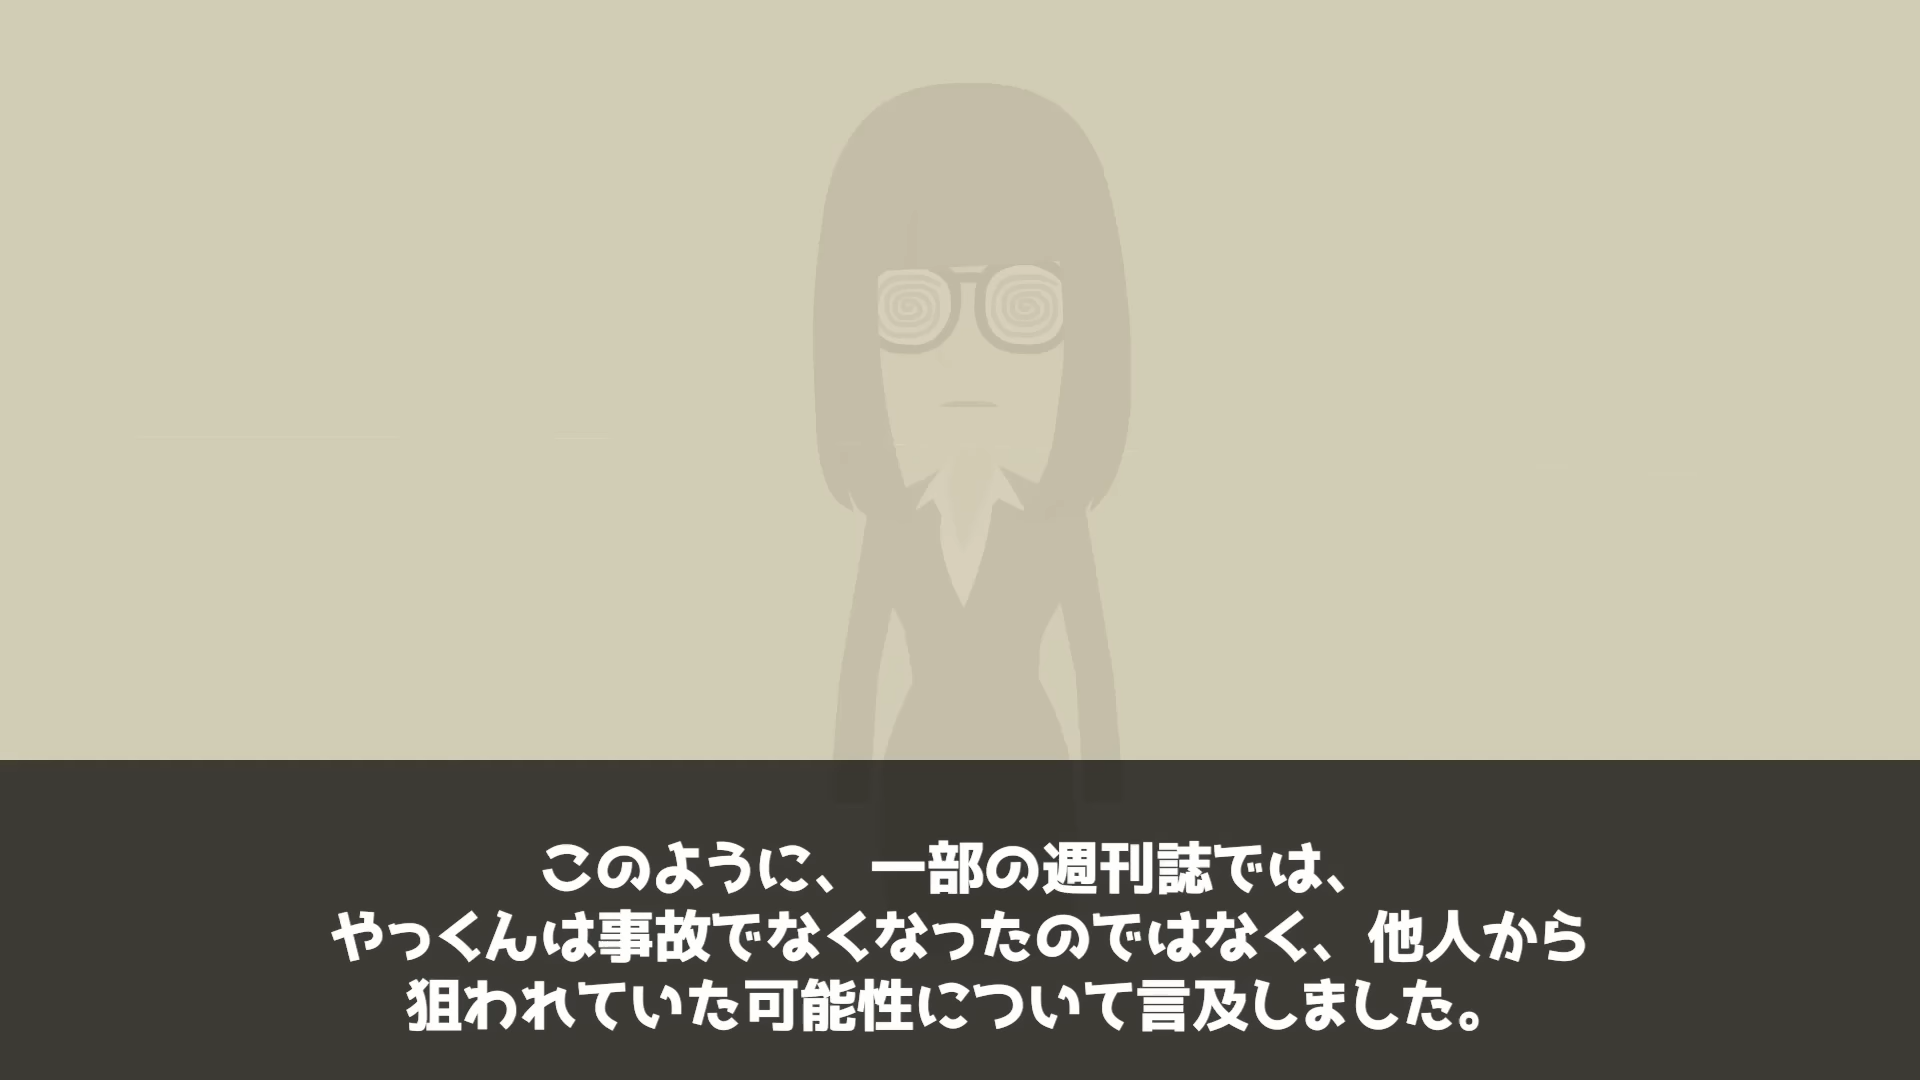 このように、一部の週刊誌では、
やっくんは事故でなくなったのではなく、他人から
狙われていた可能性について言及しました。